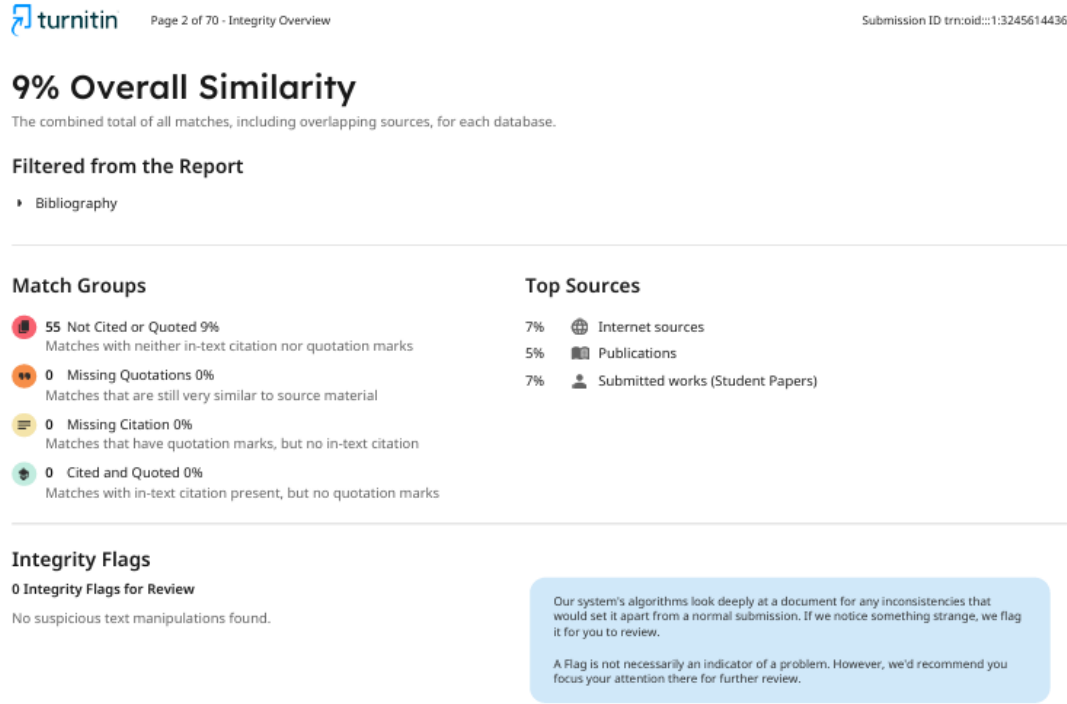 turnitin Page 2 of 70 - Integrity Overview Submission ID trn:oid:::1:3245614436
9% Overall Similarity
The combined total of all matches, including overlapping sources, for each database.
Filtered from the Report
Bibliography
Match Groups
55 Not Cited or Quoted 9%
Matches with neither in-text citation nor quotation marks
0 Missing Quotations 0%
Matches that are still very similar to source material
0 Missing Citation 0%
Matches that have quotation marks, but no in-text citation
0 Cited and Quoted 0%
Matches with in-text citation present, but no quotation marks
Top Sources
7% Internet sources
5% Publications
7% Submitted works (Student Papers)
Integrity Flags
0 Integrity Flags for Review
No suspicious text manipulations found.
Our system's algorithms look deeply at a document for any inconsistencies that
would set it apart from a normal submission. If we notice something strange, we flag
it for you to review.
A Flag is not necessarily an indicator of a problem. However, we'd recommend you
focus your attention there for further review.